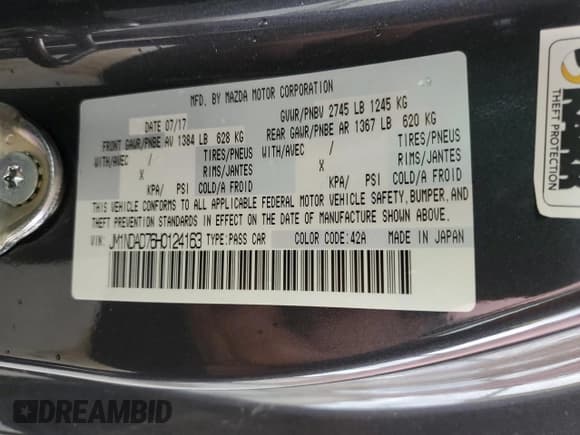 MFD. BY MAZDA MOTOR CORPORATION
DATE 07/17 GVWR/PNBV 2745 LB 1245 KG
FRONT GAWR/PNBE AV 1384 LB 628 KG REAR GAWR/PNBE AR 1367 LB 620 KG
WITH/AVEC / TIRES/PNEUS WITH/AVEC / TIRES/PNEUS
X RIMS/JANTES X RIMS/JANTES
KPA/ PSI COLD/A FROID KPA/ PSI COLD/A FROID
THIS VEHICLE CONFORMS TO ALL APPLICABLE FEDERAL MOTOR VEHICLE SAFETY, BUMPER, AND
THEFT PREVENTION STANDARDS IN EFFECT ON THE DATE OF MANUFACTURE SHOWN ABOVE.
VIN: JM1NDAD75H0124163 TYPE:PASS CAR COLOR CODE:42A MADE IN JAPAN
THEFT PROTECTION
DREAMBID